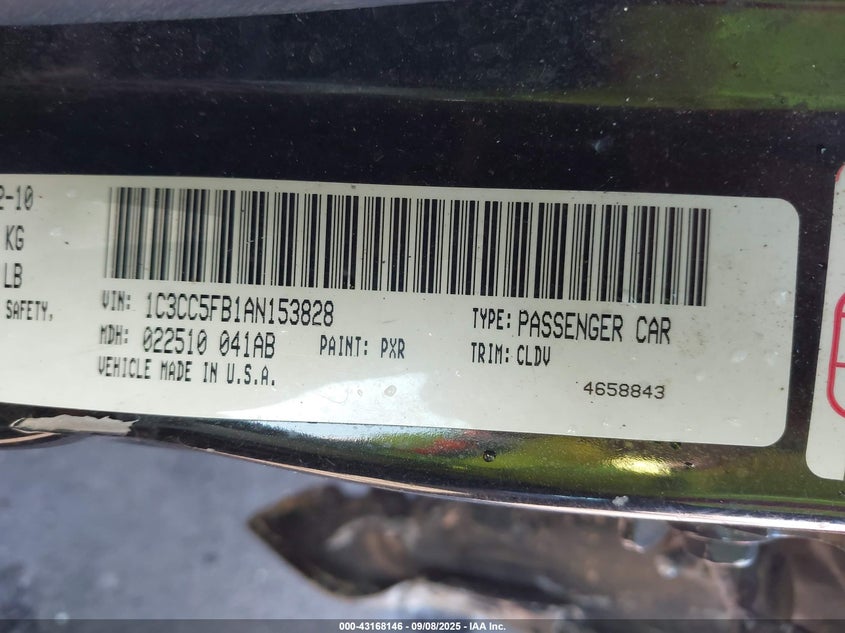 2-10
KG
LB
SAFETY,
VIN: 1C3CC5FB1AN153828
TYPE: PASSENGER CAR
MDH: 022510 041AB
PAINT: PXR
TRIM: CLDV
VEHICLE MADE IN U.S.A.
4658843
000-43168146 - 09/08/2025 - IAA Inc.